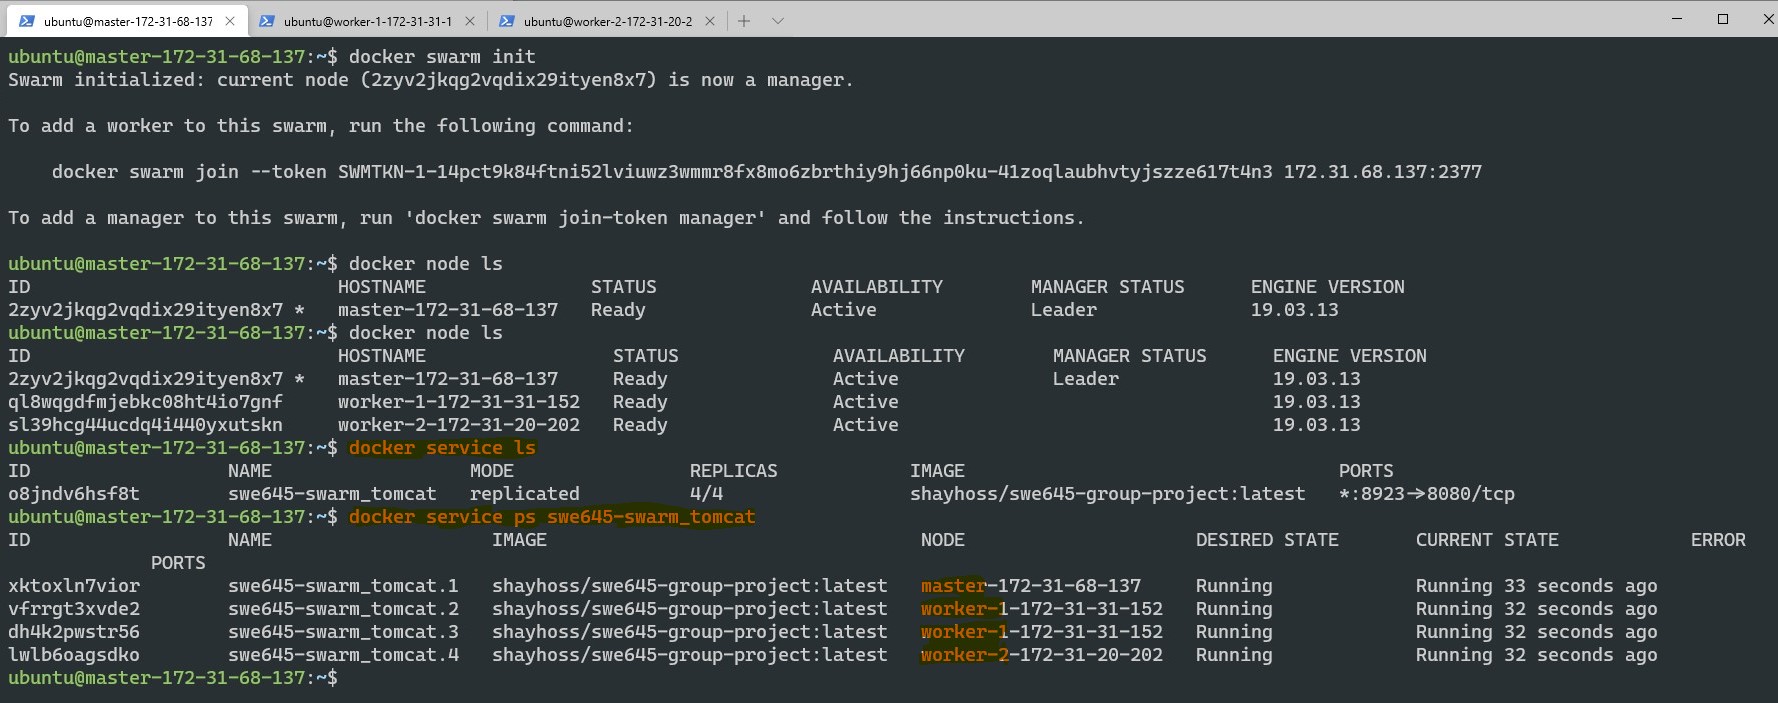 ubuntu@master-172-31-68-137 ubuntu@worker-1-172-31-31-1 ubuntu@worker-2-172-31-20-2
ubuntu@master-172-31-68-137:~$ docker swarm init
Swarm initialized: current node (2zyv2jkqg2vqdix29ityen8x7) is now a manager.
To add a worker to this swarm, run the following command:
docker swarm join --token SWMTKN-1-14pct9k84ftni52lviuwz3wmmr8fx8mo6zbrthiy9hj66np0ku-41zoqlaubhvtyjszze617t4n3 172.31.68.137:2377
To add a manager to this swarm, run 'docker swarm join-token manager' and follow the instructions.
ubuntu@master-172-31-68-137:~$ docker node ls
ID HOSTNAME STATUS AVAILABILITY MANAGER STATUS ENGINE VERSION
2zyv2jkqg2vqdix29ityen8x7 * master-172-31-68-137 Ready Active Leader 19.03.13
ubuntu@master-172-31-68-137:~$ docker node ls
ID HOSTNAME STATUS AVAILABILITY MANAGER STATUS ENGINE VERSION
2zyv2jkqg2vqdix29ityen8x7 * master-172-31-68-137 Ready Active Leader 19.03.13
ql8wqgdfmjebkc08ht4io7gnf worker-1-172-31-31-152 Ready Active 19.03.13
sl39hcg44ucdq4i440yxutskn worker-2-172-31-20-202 Ready Active 19.03.13
ubuntu@master-172-31-68-137:~$ docker service ls
ID NAME MODE REPLICAS IMAGE PORTS
o8jndv6hsf8t swe645-swarm_tomcat replicated 4/4 shayhoss/swe645-group-project:latest *:8923->8080/tcp
ubuntu@master-172-31-68-137:~$ docker service ps swe645-swarm_tomcat
ID NAME IMAGE NODE DESIRED STATE CURRENT STATE ERROR
PORTS
xktoxln7vior swe645-swarm_tomcat.1 shayhoss/swe645-group-project:latest master-172-31-68-137 Running Running 33 seconds ago
vfrrgt3xvde2 swe645-swarm_tomcat.2 shayhoss/swe645-group-project:latest worker-1-172-31-31-152 Running Running 32 seconds ago
dh4k2pwstr56 swe645-swarm_tomcat.3 shayhoss/swe645-group-project:latest worker-1-172-31-31-152 Running Running 32 seconds ago
lwlb6oagsdko swe645-swarm_tomcat.4 shayhoss/swe645-group-project:latest worker-2-172-31-20-202 Running Running 32 seconds ago
ubuntu@master-172-31-68-137:~$